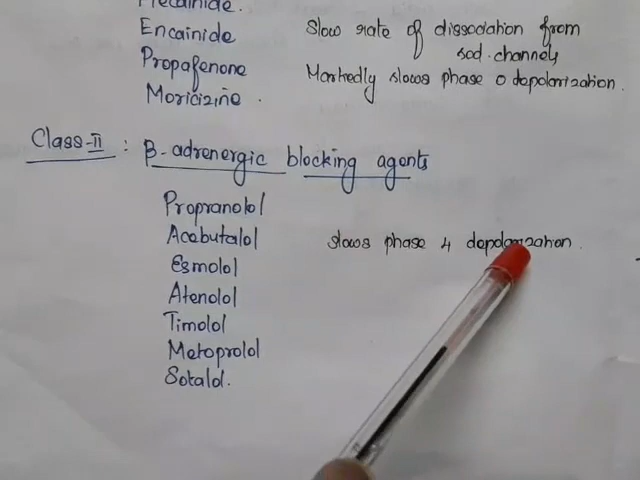 Flecainide.
Encainide Slow rate of dissociation from
sod. channels
Propafenone
Markedly slows phase 0 depolarization.
Moricizine.
Class-II : β-adrenergic blocking agents
Propranolol
Acebutalol slows phase 4 depolarization.
Esmolol
Atenolol
Timolol
Metoprolol
Sotalol.